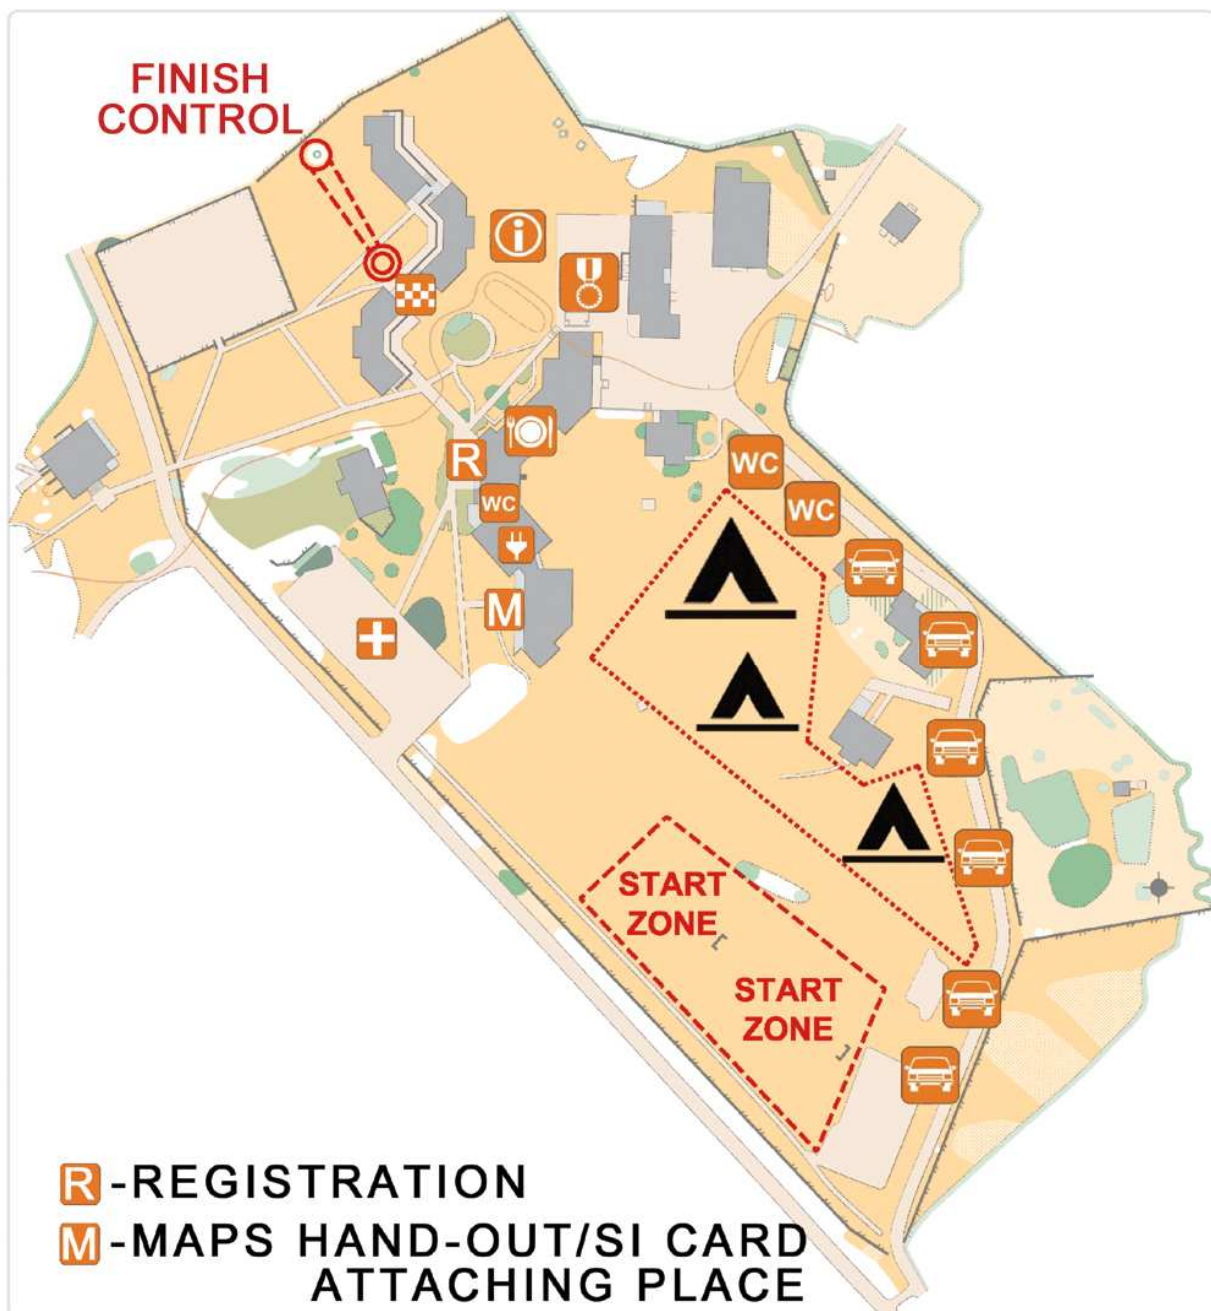 FINISH
CONTROL
R
WC
WC
WC
M
START
ZONE
START
ZONE
R -REGISTRATION
M -MAPS HAND-OUT/SI CARD
ATTACHING PLACE